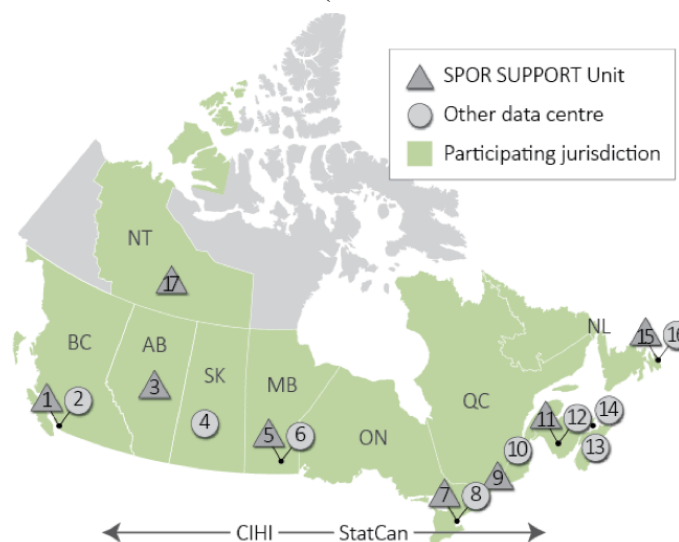 SPOR SUPPORT Unit
Other data centre
Participating jurisdiction
NT
17
NL
15
16
BC
AB
SK
MB
ON
QC
1
2
3
4
5
6
7
8
9
10
11
12
13
14
CIHI
StatCan